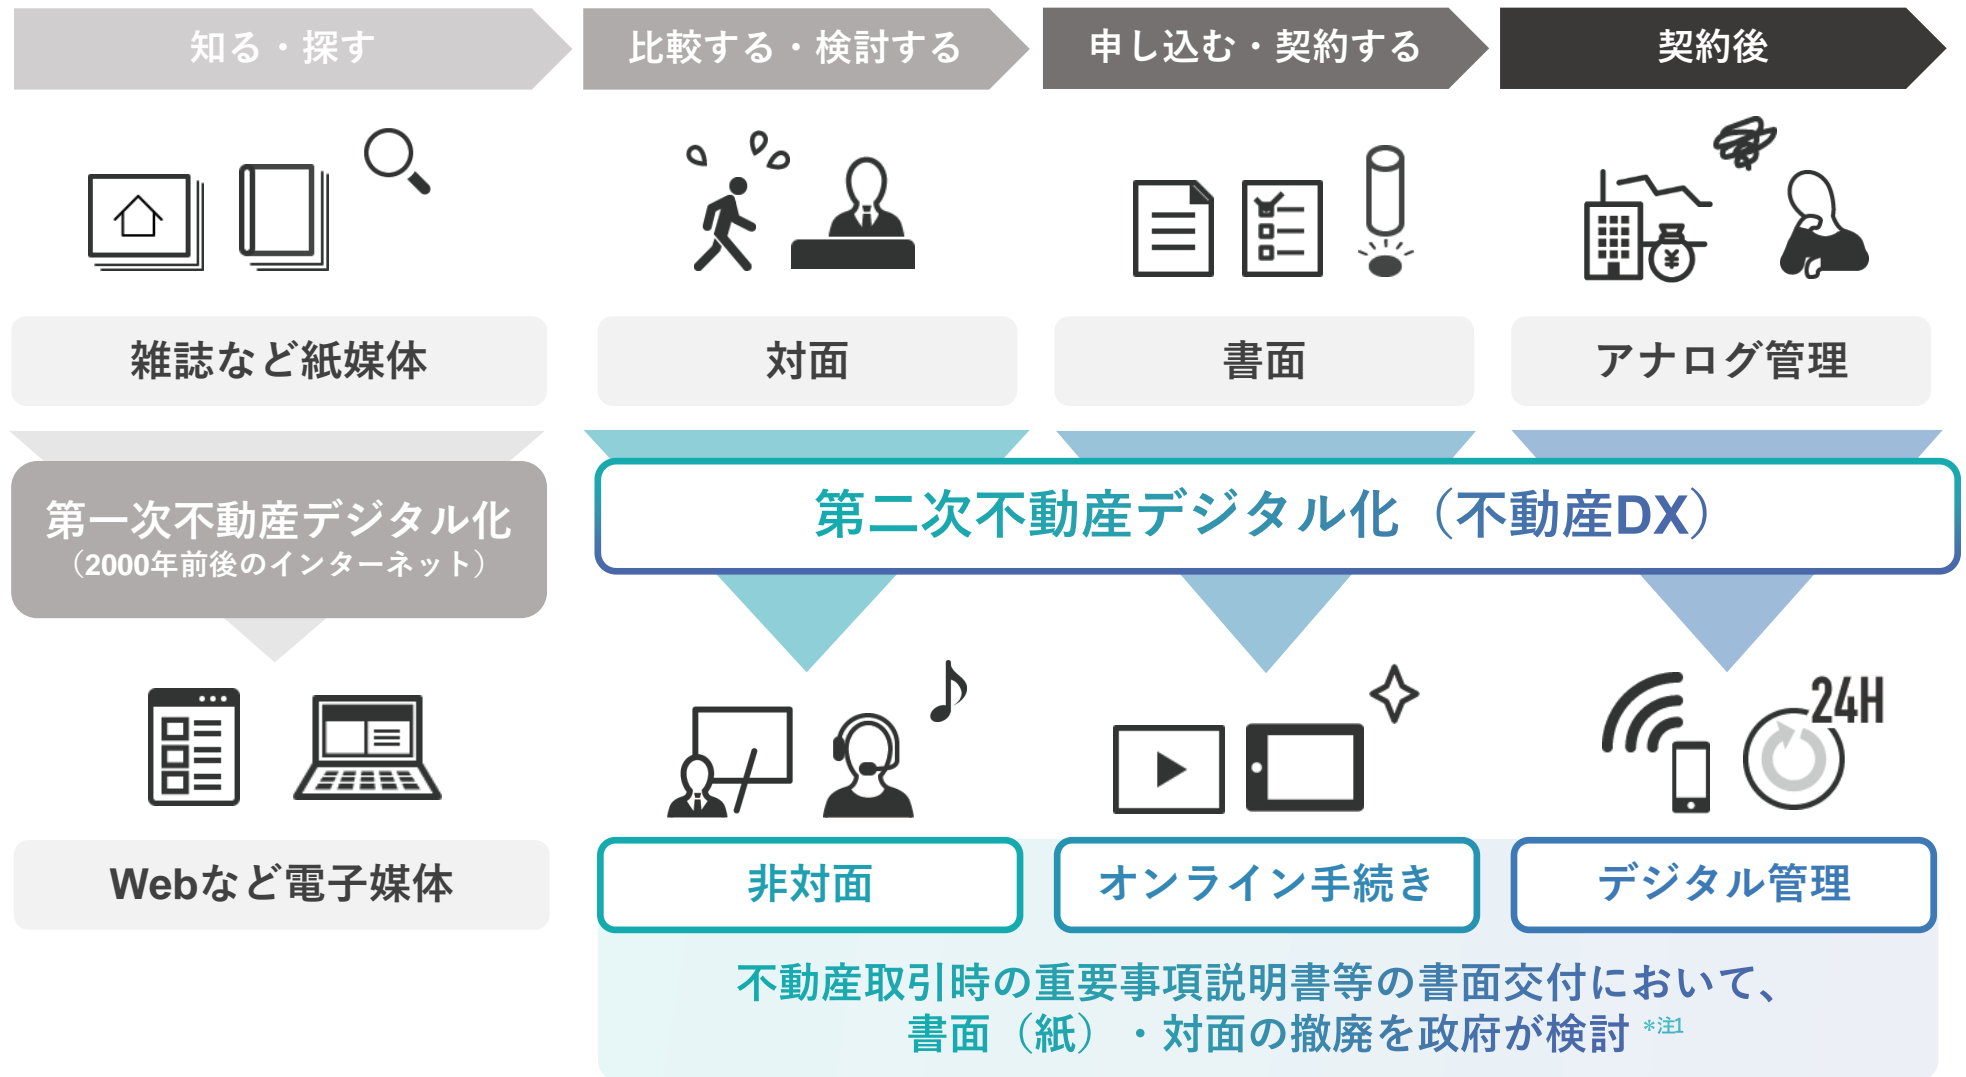 知る・探す
比較する・検討する
申し込む・契約する
契約後
¥
雑誌など紙媒体
対面
書面
アナログ管理
第一次不動産デジタル化
（2000年前後のインターネット）
第二次不動産デジタル化（不動産DX）
24H
Webなど電子媒体
非対面
オンライン手続き
デジタル管理
不動産取引時の重要事項説明書等の書面交付において、
書面（紙）・対面の撤廃を政府が検討 *注1